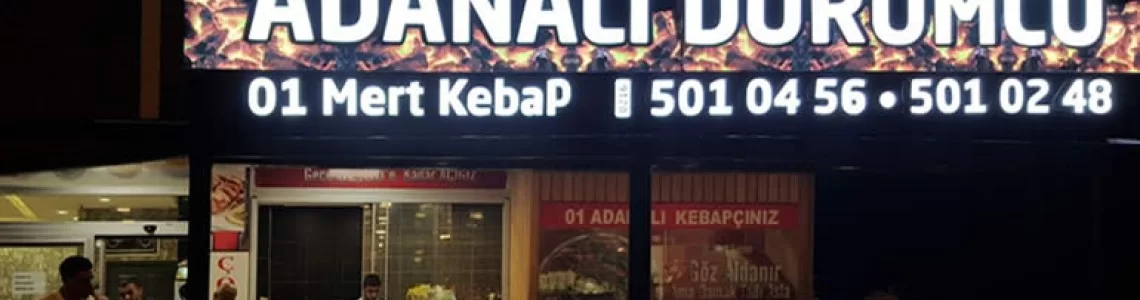 ADANALI DÜRÜMCÜ
01 Mert Kebap 0216 501 04 56 • 501 02 48
01 ADANALI KEBAPÇINIZ
Göz Aldanır